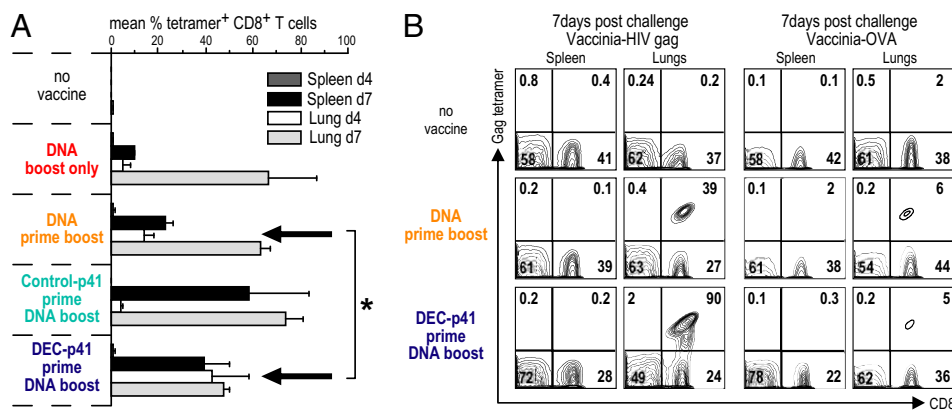 A
mean % tetramer+ CD8+ T cells
0 20 40 60 80 100
no
vaccine
DNA
boost only
DNA
prime boost
Control-p41
prime
DNA boost
DEC-p41
prime
DNA boost
Spleen d4
Spleen d7
Lung d4
Lung d7
*
B
7days post challenge
Vaccinia-HIV gag
7days post challenge
Vaccinia-OVA
Spleen Lungs Spleen Lungs
Gag tetramer
no
vaccine
0.8 0.4 0.24 0.2 0.1 0.1 0.5 2
58 41 62 37 58 42 61 38
DNA
prime boost
0.2 0.1 0.4 39 0.1 2 0.2 6
61 39 63 27 61 38 54 44
DEC-p41
prime
DNA boost
0.2 0.2 2 90 0.1 0.3 0.2 5
72 28 49 24 78 22 62 36
CD8